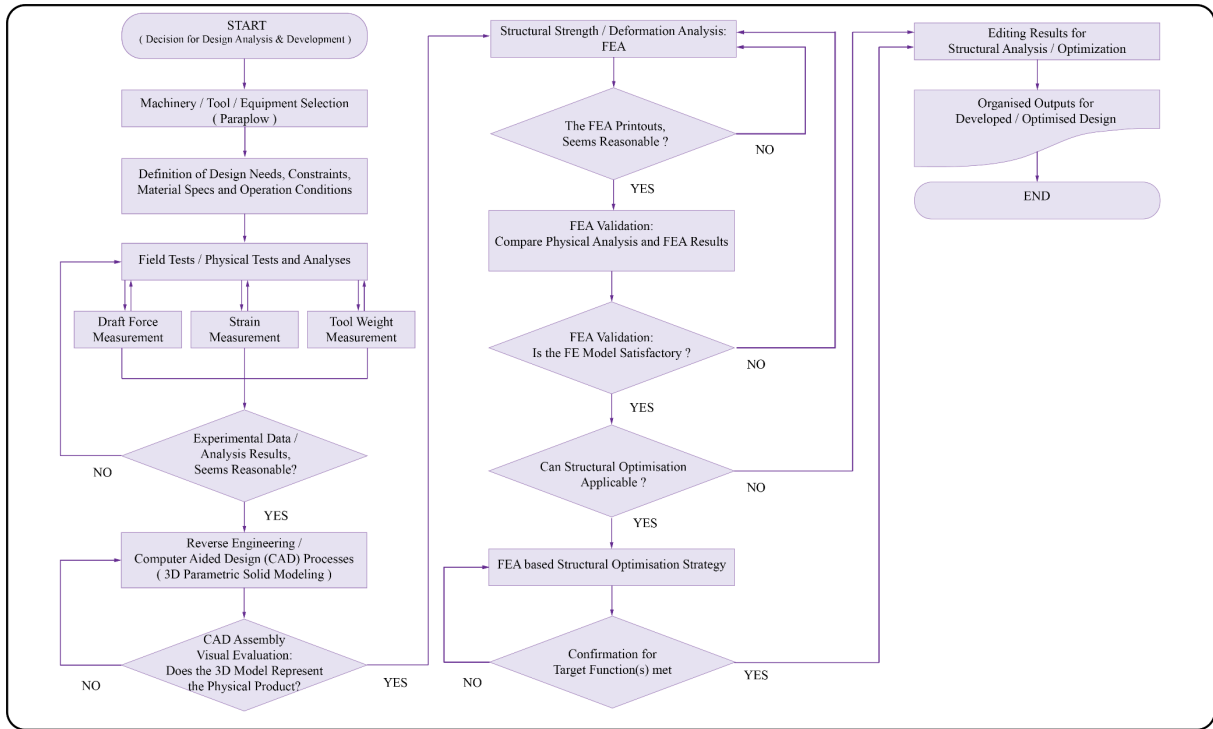 START
( Decision for Design Analysis & Development )
Machinery / Tool / Equipment Selection
( Paraplow )
Definition of Design Needs, Constraints,
Material Specs and Operation Conditions
Field Tests / Physical Tests and Analyses
Draft Force
Measurement
Strain
Measurement
Tool Weight
Measurement
Experimental Data /
Analysis Results,
Seems Reasonable?
NO
YES
Reverse Engineering /
Computer Aided Design (CAD) Processes
( 3D Parametric Solid Modeling )
CAD Assembly
Visual Evaluation:
Does the 3D Model Represent
the Physical Product?
NO
YES
Structural Strength / Deformation Analysis:
FEA
The FEA Printouts,
Seems Reasonable ?
NO
YES
FEA Validation:
Compare Physical Analysis and FEA Results
FEA Validation:
Is the FE Model Satisfactory ?
NO
YES
Can Structural Optimisation
Applicable ?
NO
YES
FEA based Structural Optimisation Strategy
Confirmation for
Target Function(s) met
NO
YES
Editing Results for
Structural Analysis / Optimization
Organised Outputs for
Developed / Optimised Design
END